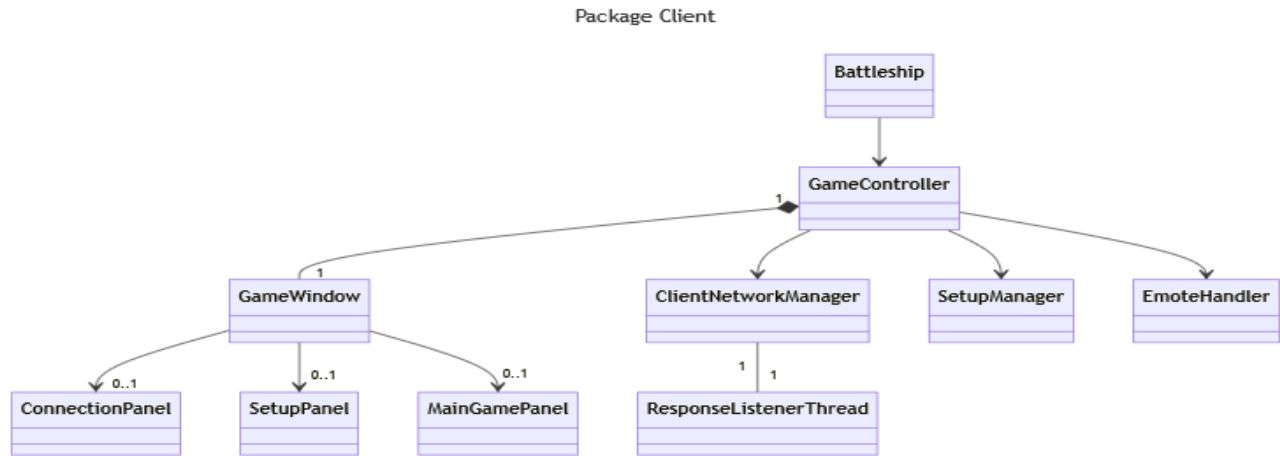 Package Client
Battleship
GameController
1
1
GameWindow
ClientNetworkManager
SetupManager
EmoteHandler
0..1
0..1
0..1
1
1
ConnectionPanel
SetupPanel
MainGamePanel
ResponseListenerThread